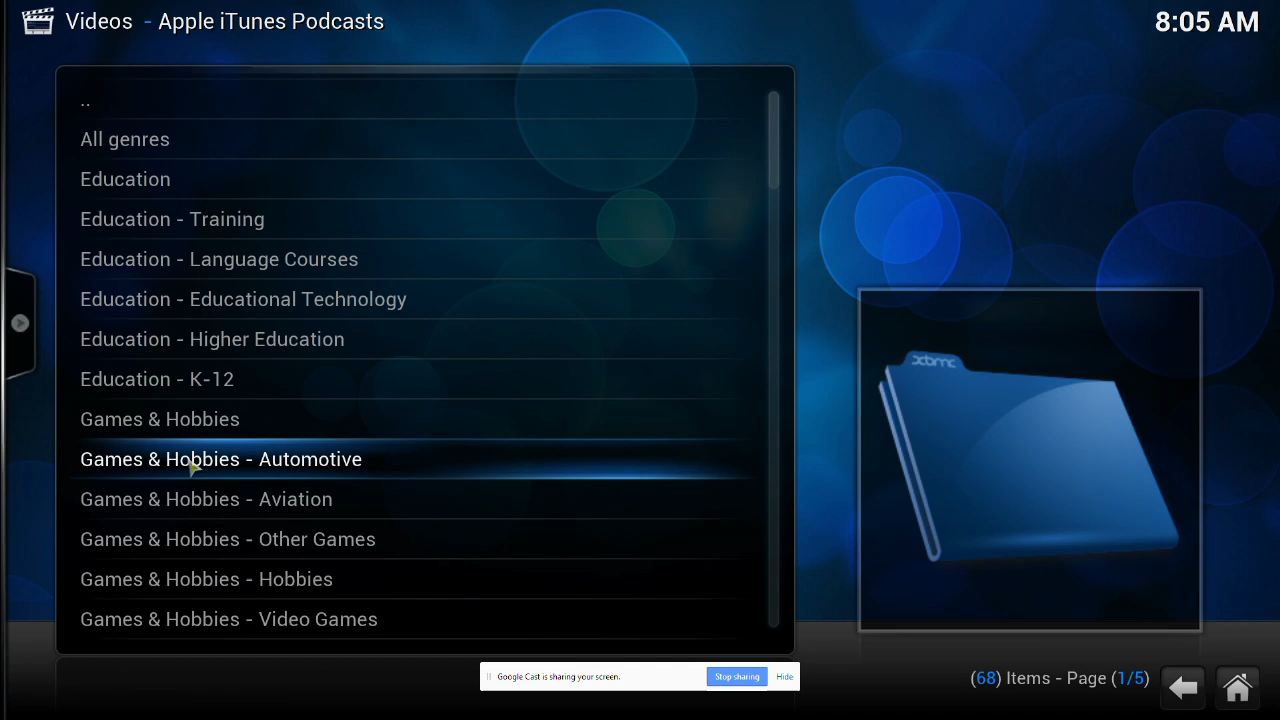 Videos - Apple iTunes Podcasts
8:05 AM
..
All genres
Education
Education - Training
Education - Language Courses
Education - Educational Technology
Education - Higher Education
Education - K-12
Games & Hobbies
Games & Hobbies - Automotive
Games & Hobbies - Aviation
Games & Hobbies - Other Games
Games & Hobbies - Hobbies
Games & Hobbies - Video Games
xbmc
Google Cast is sharing your screen.
Stop sharing
Hide
(68) Items - Page (1/5)